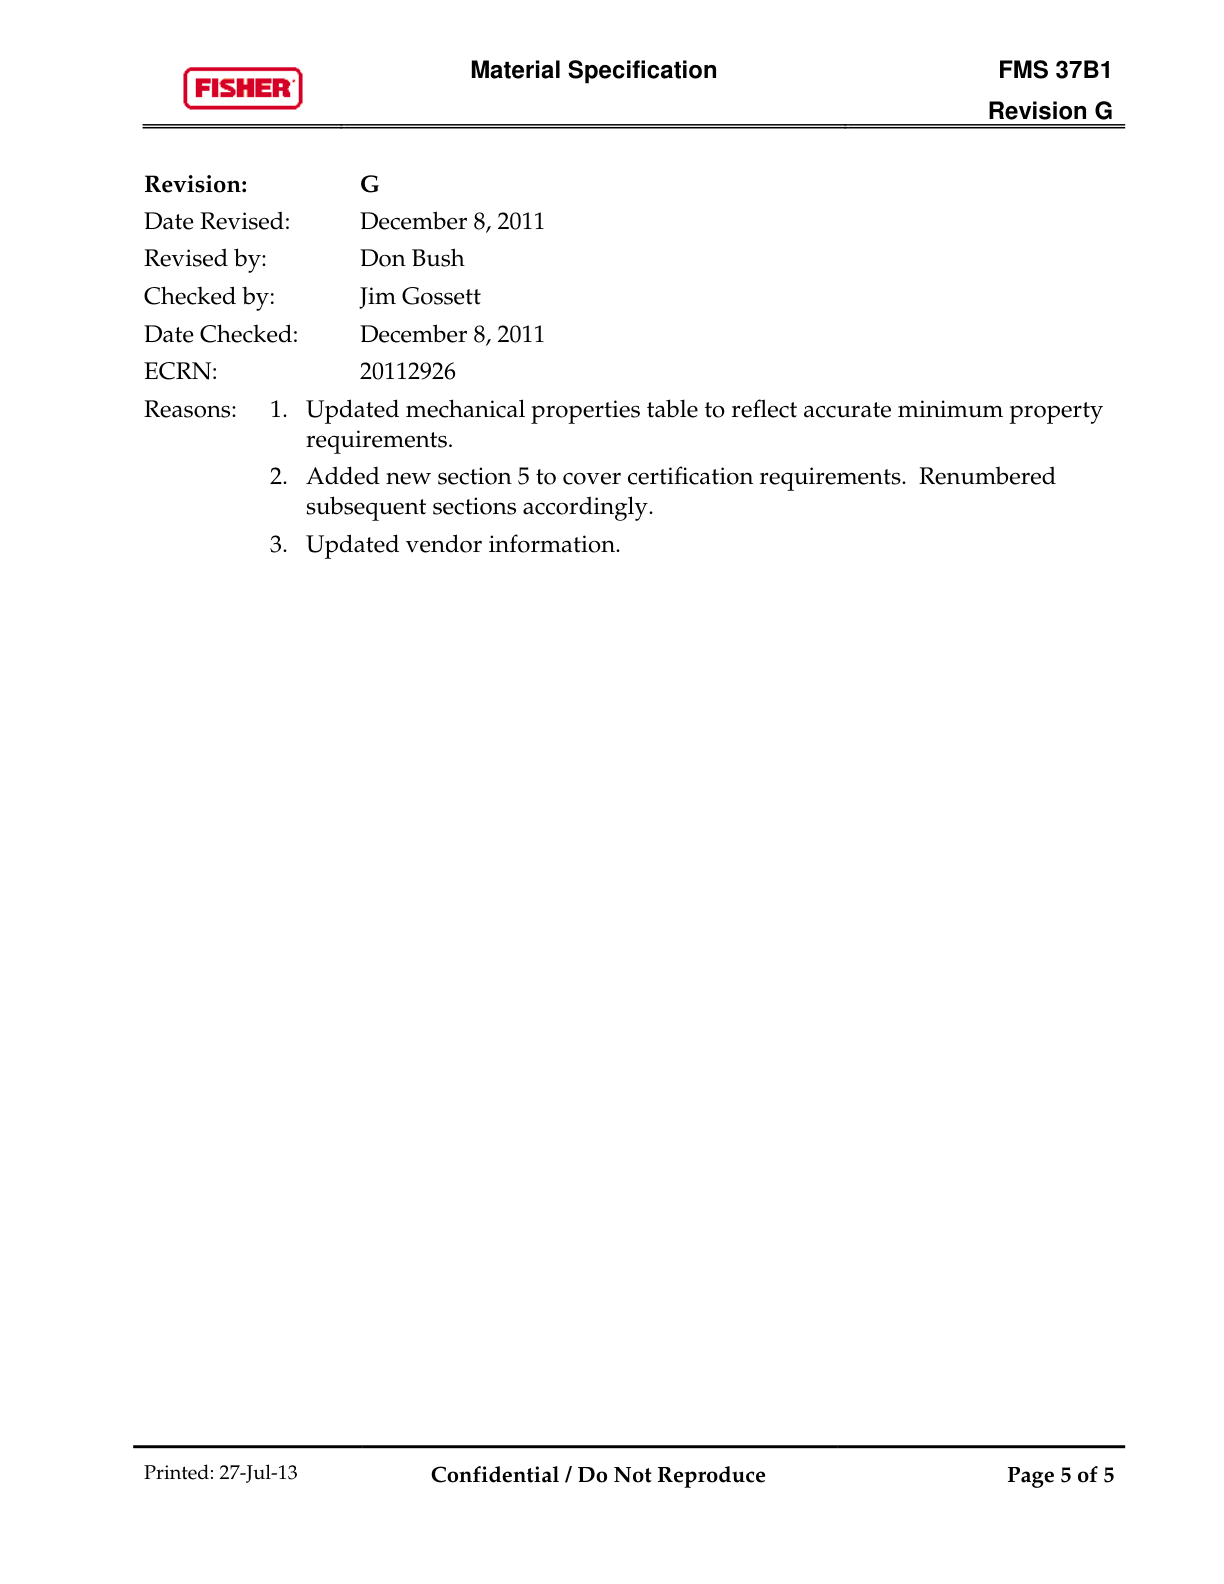 FISHER
Material Specification
FMS 37B1
Revision G
Revision: G
Date Revised: December 8, 2011
Revised by: Don Bush
Checked by: Jim Gossett
Date Checked: December 8, 2011
ECRN: 20112926
Reasons: 1. Updated mechanical properties table to reflect accurate minimum property
requirements.
2. Added new section 5 to cover certification requirements. Renumbered
subsequent sections accordingly.
3. Updated vendor information.
Printed: 27-Jul-13 Confidential / Do Not Reproduce Page 5 of 5